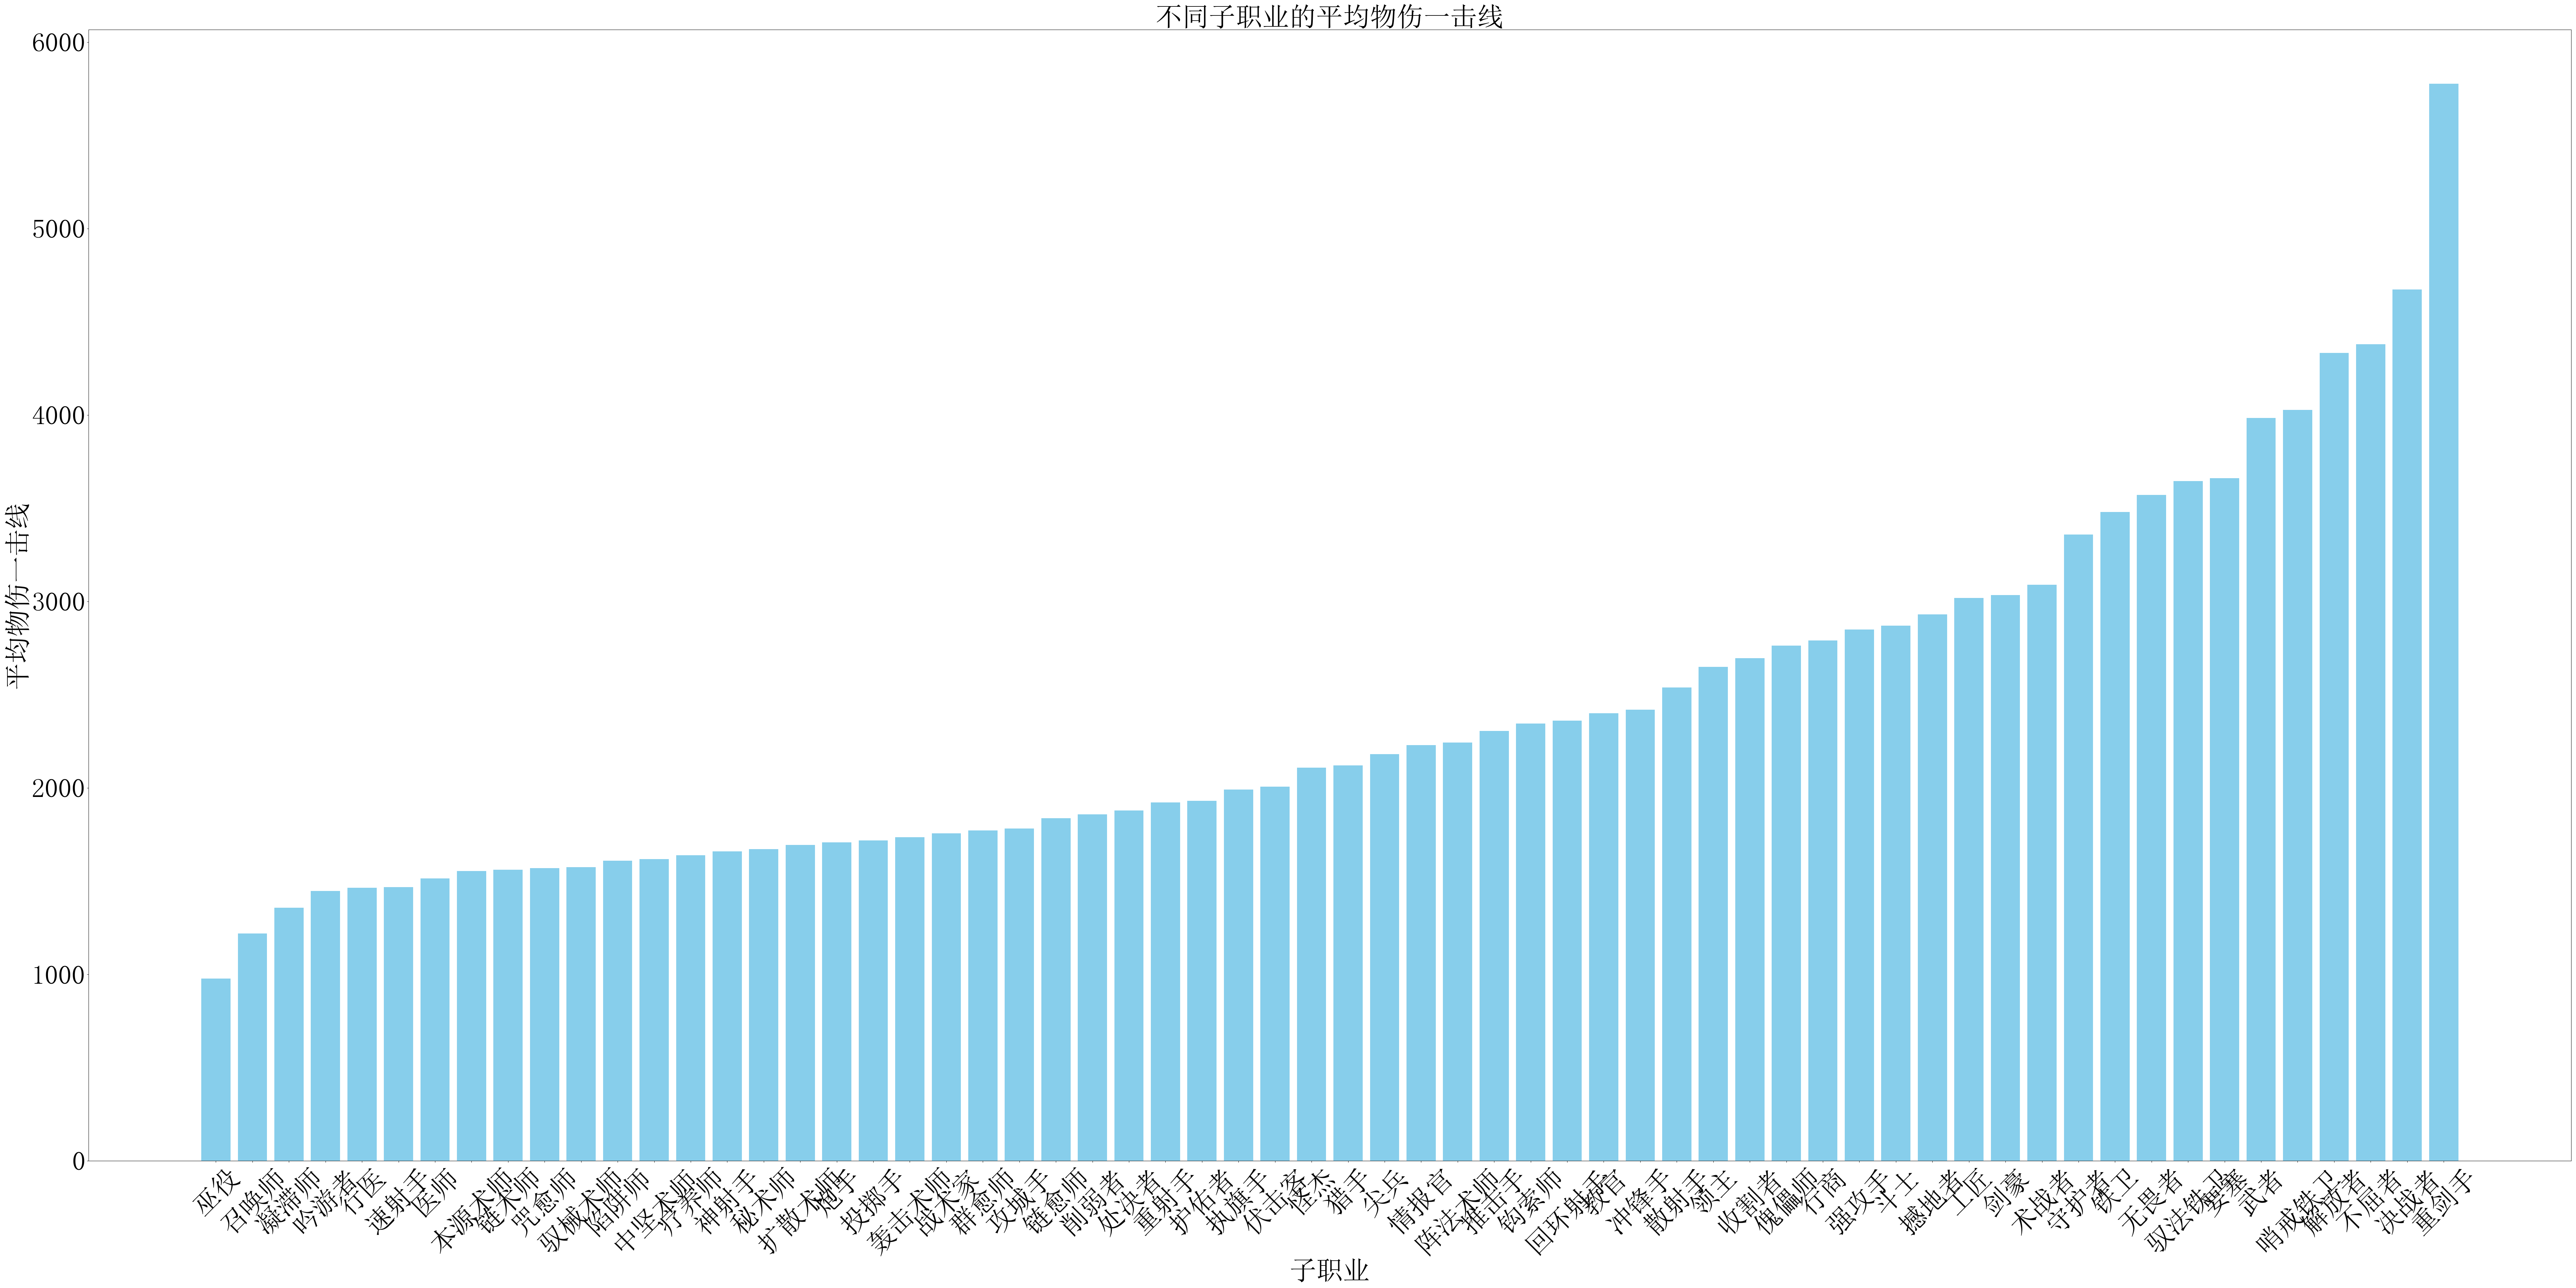 不同子职业的平均物伤一击线
平均物伤一击线
6000
5000
4000
3000
2000
1000
0
巫役
召唤师
凝滞师
吟游者
行医
速射手
医师
本源术师
链术师
咒愈师
驭械术师
陷阱师
中坚术师
疗养师
神射手
秘术师
扩散术师
炮手
投掷手
轰击术师
战术家
群愈师
攻城手
链愈师
削弱者
处决者
重射手
护佑者
执旗手
伏击客
怪杰
猎手
尖兵
情报官
阵法术师
推击手
钩索师
回环射手
教官
冲锋手
散射手
领主
收割者
傀儡师
行商
强攻手
斗士
撼地者
工匠
剑豪
术战者
守护者
铁卫
无畏者
驭法铁卫
要塞
武者
哨戒铁卫
解放者
不屈者
决战者
重剑手
子职业